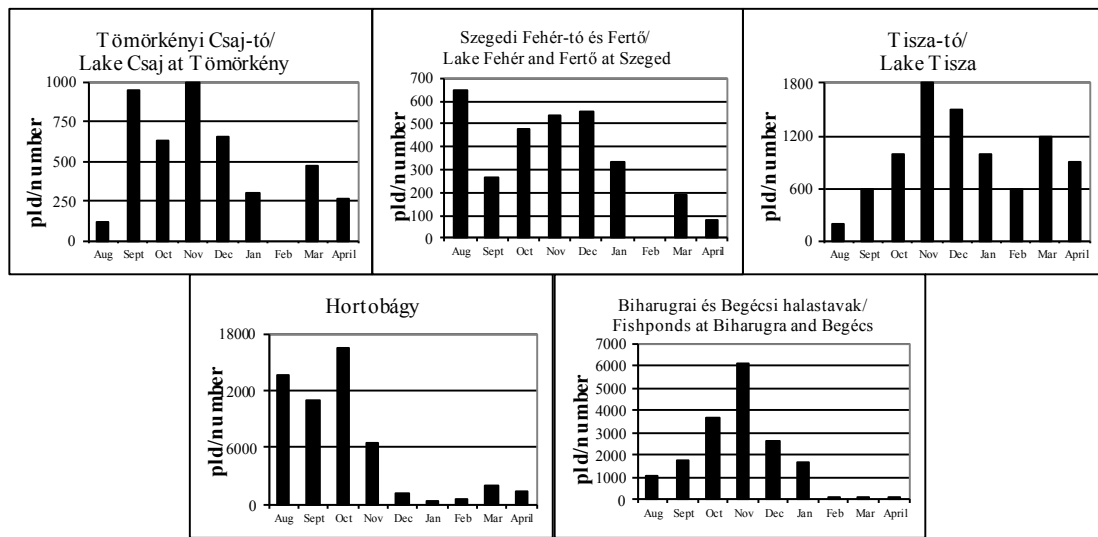 Tömörkényi Csaj-tó/
Lake Csaj at Tömörkény
pld/number
1000
750
500
250
0
Aug Sept Oct Nov Dec Jan Feb Mar April
Szegedi Fehér-tó és Fertő/
Lake Fehér and Fertő at Szeged
pld/number
700
600
500
400
300
200
100
0
Aug Sept Oct Nov Dec Jan Feb Mar April
Tisza-tó/
Lake Tisza
pld/number
1800
1200
600
0
Aug Sept Oct Nov Dec Jan Feb Mar April
Hortobágy
pld/number
18000
12000
6000
0
Aug Sept Oct Nov Dec Jan Feb Mar April
Biharugrai és Begécsi halastavak/
Fishponds at Biharugra and Begécs
pld/number
7000
6000
5000
4000
3000
2000
1000
0
Aug Sept Oct Nov Dec Jan Feb Mar April